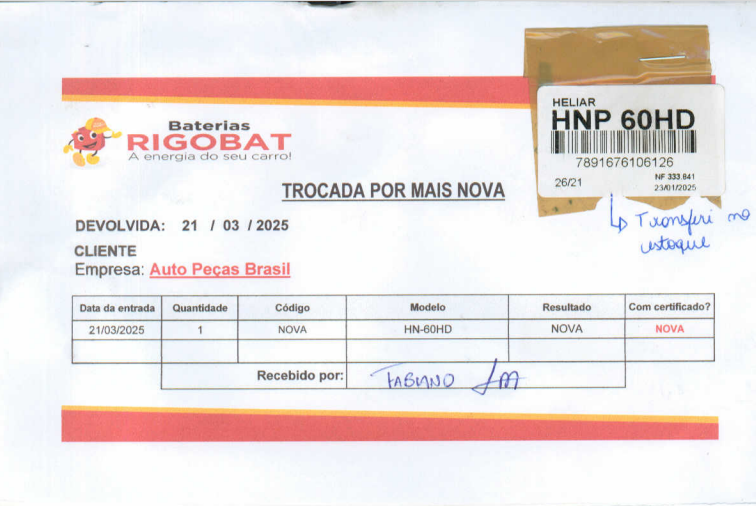 HELIAR
HNP 60HD
7891676106126
26/21
NF 333.841
23/01/2025
Transferi no
estoque
Baterias
RIGOBAT
A energia do seu carro!
TROCADA POR MAIS NOVA
DEVOLVIDA: 21 / 03 / 2025
CLIENTE
Empresa: Auto Peças Brasil
Data da entrada Quantidade Código Modelo Resultado Com certificado?
21/03/2025 1 NOVA HN-60HD NOVA NOVA
Recebido por: FABIANO